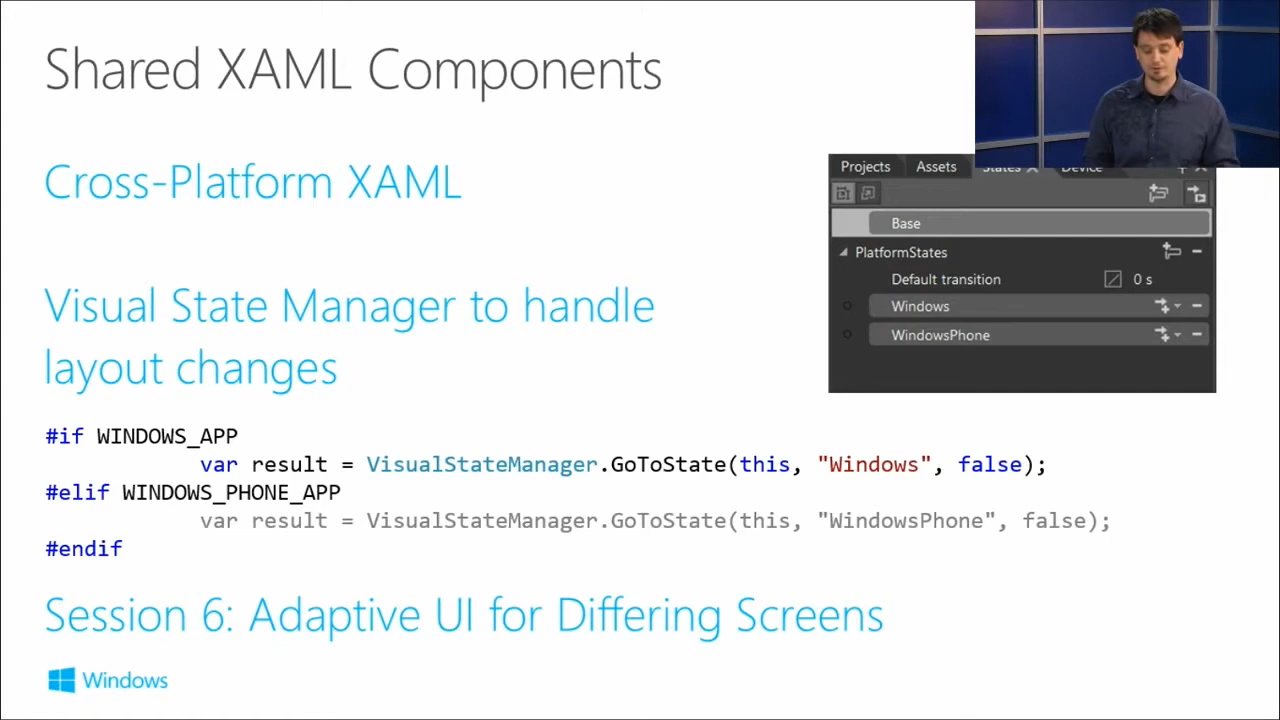 Shared XAML Components
Cross-Platform XAML
Visual State Manager to handle
layout changes
Projects Assets States Device
Base
PlatformStates
Default transition 0 s
Windows
WindowsPhone
#if WINDOWS_APP
var result = VisualStateManager.GoToState(this, "Windows", false);
#elif WINDOWS_PHONE_APP
var result = VisualStateManager.GoToState(this, "WindowsPhone", false);
#endif
Session 6: Adaptive UI for Differing Screens
Windows